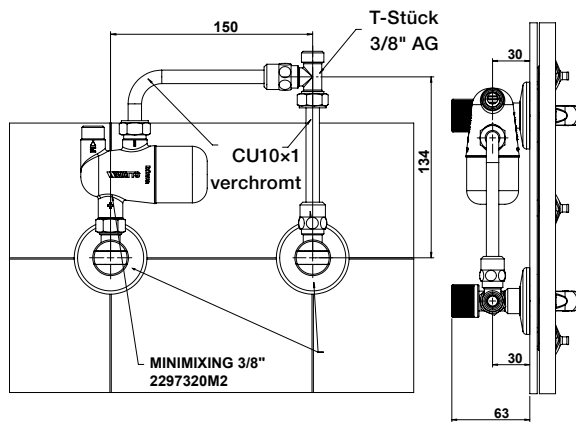 150
T-Stück
3/8" AG
30
CU10×1
verchromt
134
MINIMIXING 3/8"
2297320M2
30
63